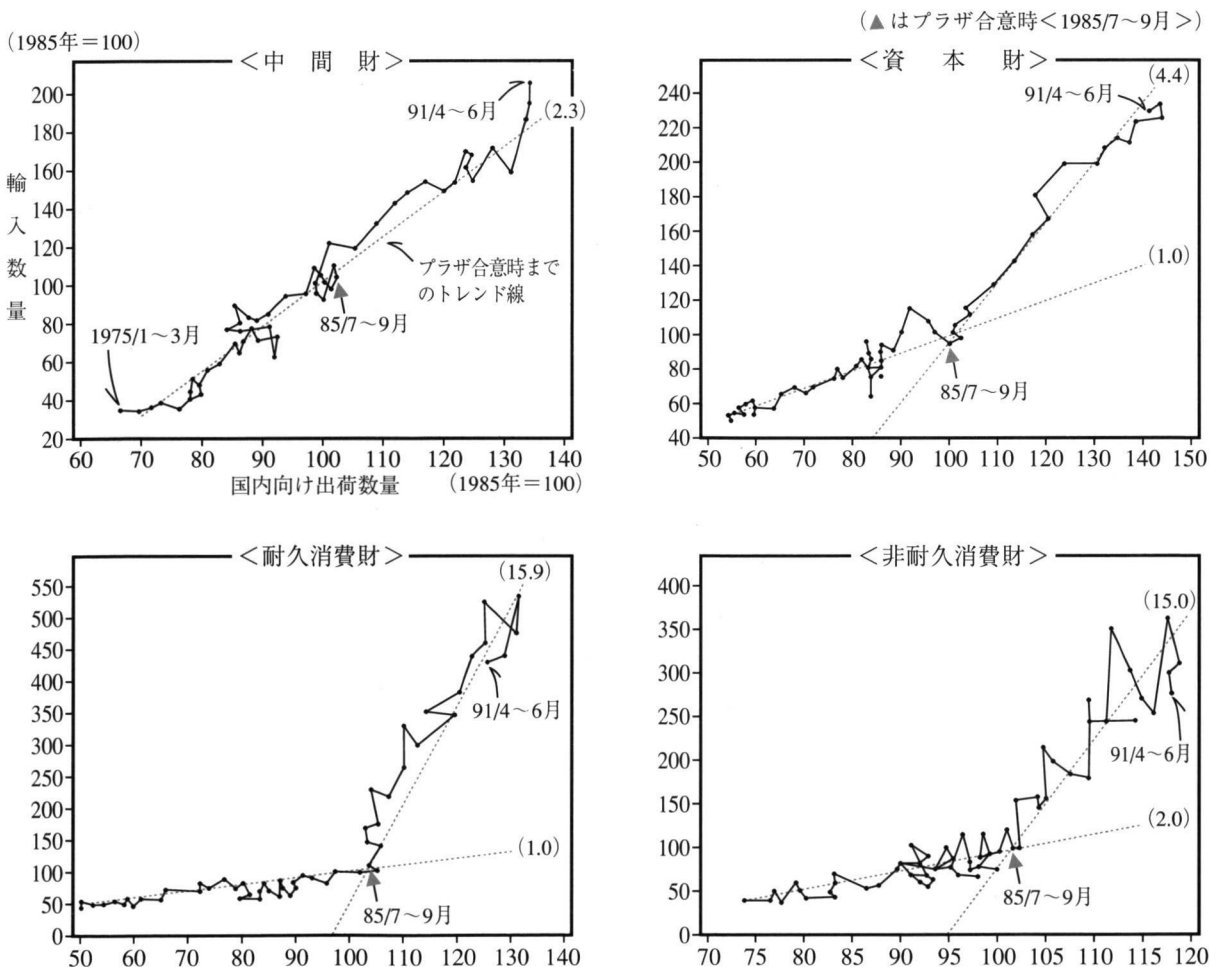 (▲はプラザ合意時<1985/7～9月>)
(1985年＝100)
＜中間財＞
200
180
160
140
120
100
80
60
40
20
輸入数量
91/4～6月
(2.3)
プラザ合意時まで
のトレンド線
85/7～9月
1975/1～3月
60 70 80 90 100 110 120 130 140
国内向け出荷数量 (1985年＝100)
＜資本財＞
240
220
200
180
160
140
120
100
80
60
40
(4.4)
91/4～6月
(1.0)
85/7～9月
50 60 70 80 90 100 110 120 130 140 150
＜耐久消費財＞
550
500
450
400
350
300
250
200
150
100
50
0
(15.9)
91/4～6月
(1.0)
85/7～9月
50 60 70 80 90 100 110 120 130 140
＜非耐久消費財＞
400
350
300
250
200
150
100
50
0
(15.0)
91/4～6月
(2.0)
85/7～9月
70 75 80 85 90 95 100 105 110 115 120